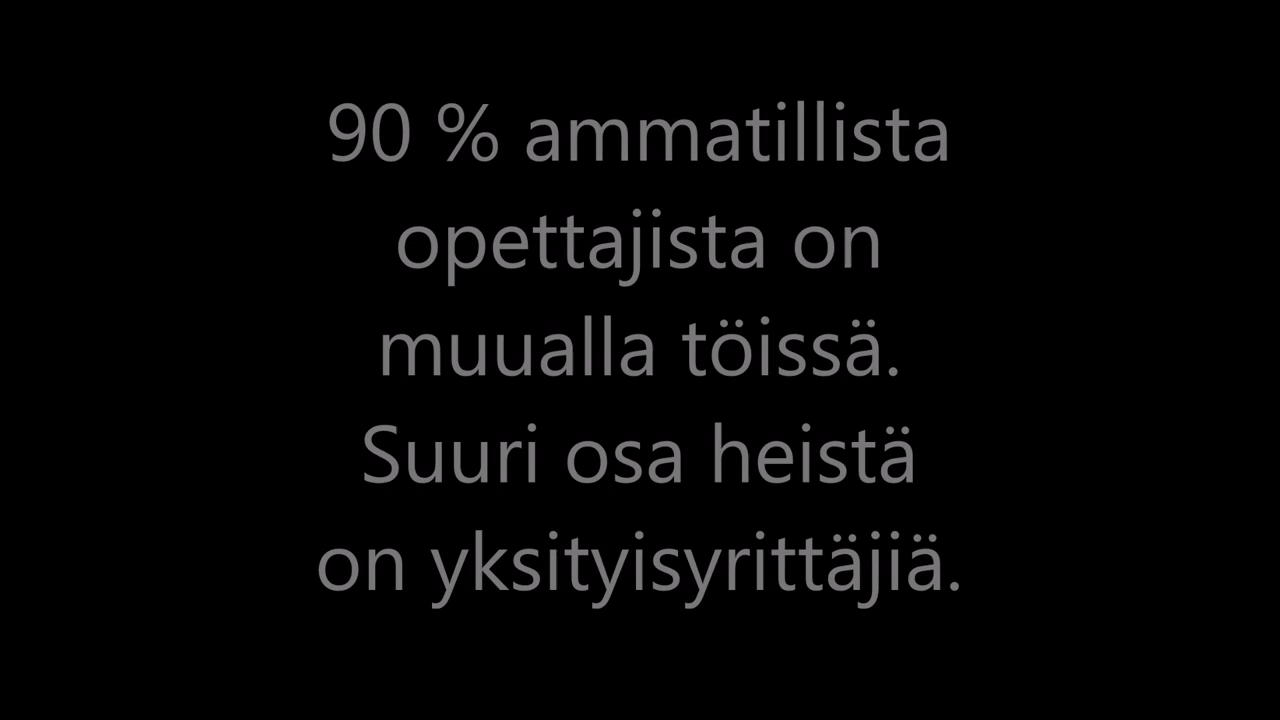 90 % ammatillista
opettajista on
muualla töissä.
Suuri osa heistä
on yksityisyrittäjiä.